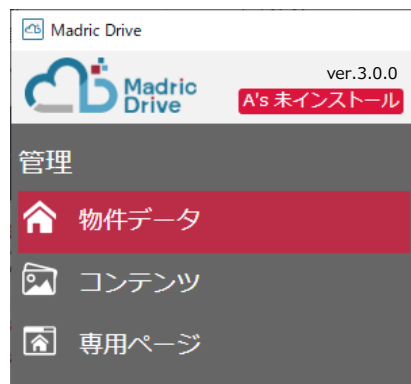 Madric Drive
Madric
Drive
ver.3.0.0
A's 未インストール
管理
物件データ
コンテンツ
専用ページ